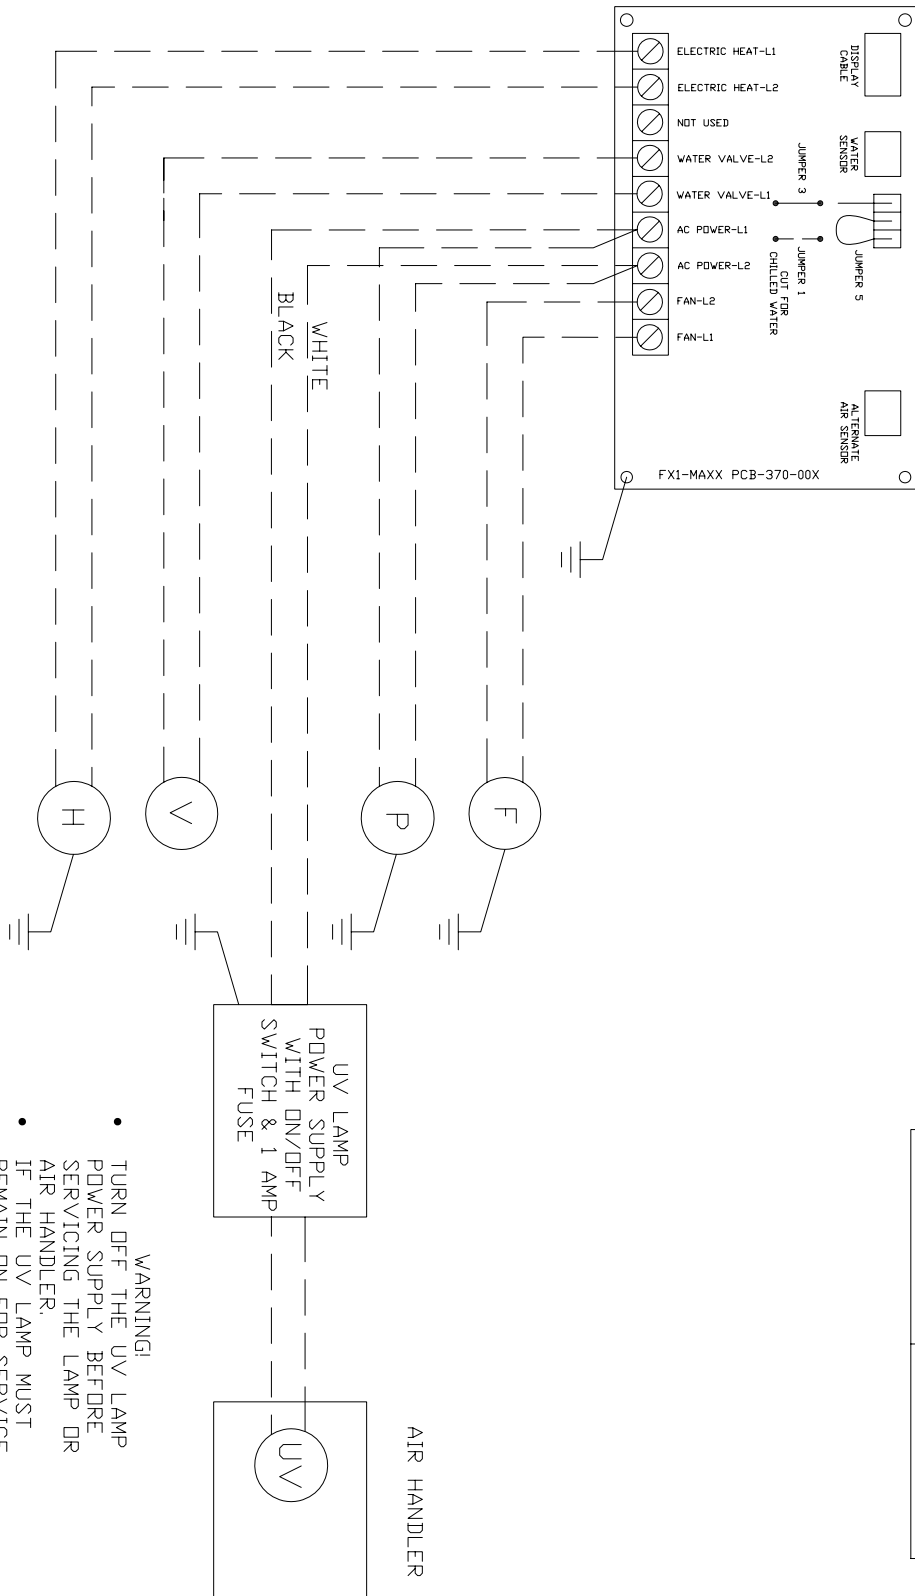 DISPLAY
CABLE
WATER
SENSOR
JUMPER 3
JUMPER 5
JUMPER 1
CUT FOR
CHILLED WATER
ALTERNATE
AIR SENSOR
ELECTRIC HEAT-L1
ELECTRIC HEAT-L2
NOT USED
WATER VALVE-L2
WATER VALVE-L1
AC POWER-L1
AC POWER-L2
FAN-L2
FAN-L1
FX1-MAXX PCB-370-00X
WHITE
BLACK
F
P
V
H
UV LAMP
POWER SUPPLY
WITH ON/OFF
SWITCH & 1 AMP
FUSE
AIR HANDLER
UV
WARNING!
• TURN OFF THE UV LAMP
POWER SUPPLY BEFORE
SERVICING THE LAMP OR
AIR HANDLER.
• IF THE UV LAMP MUST
REMAIN ON FOR SERVICE